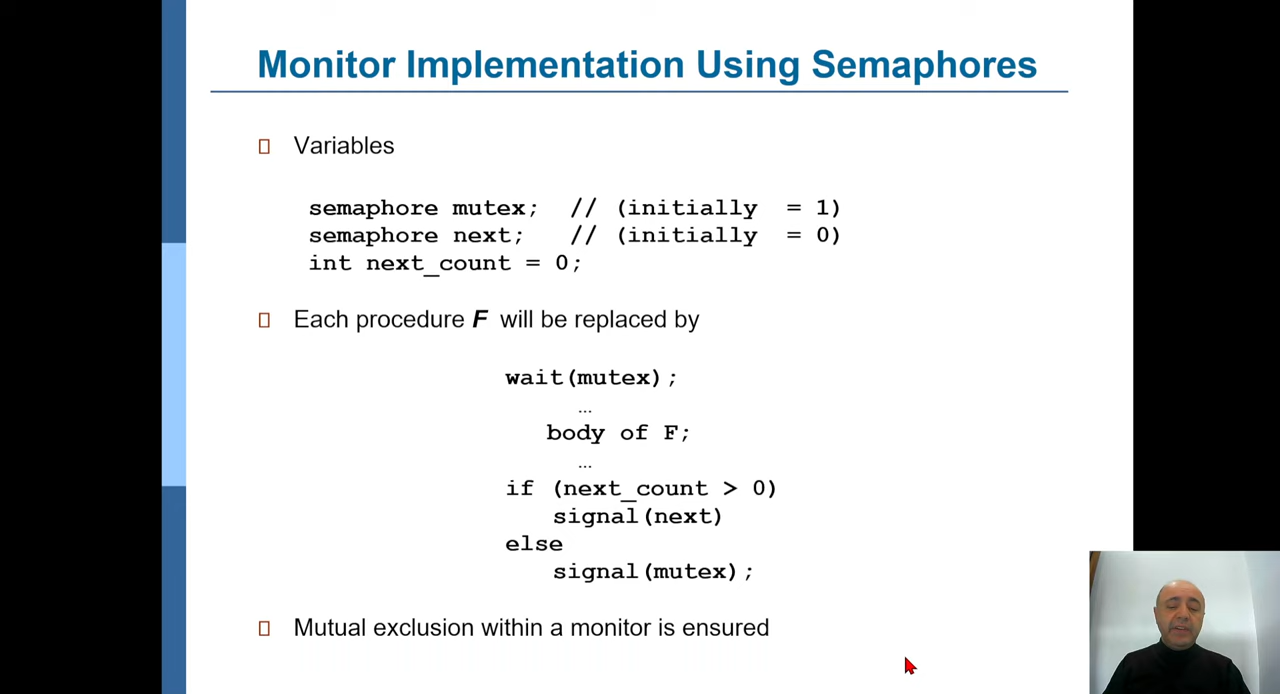 Monitor Implementation Using Semaphores
Variables
semaphore mutex; // (initially = 1)
semaphore next; // (initially = 0)
int next_count = 0;
Each procedure F will be replaced by
wait(mutex);
...
body of F;
...
if (next_count > 0)
signal(next)
else
signal(mutex);
Mutual exclusion within a monitor is ensured